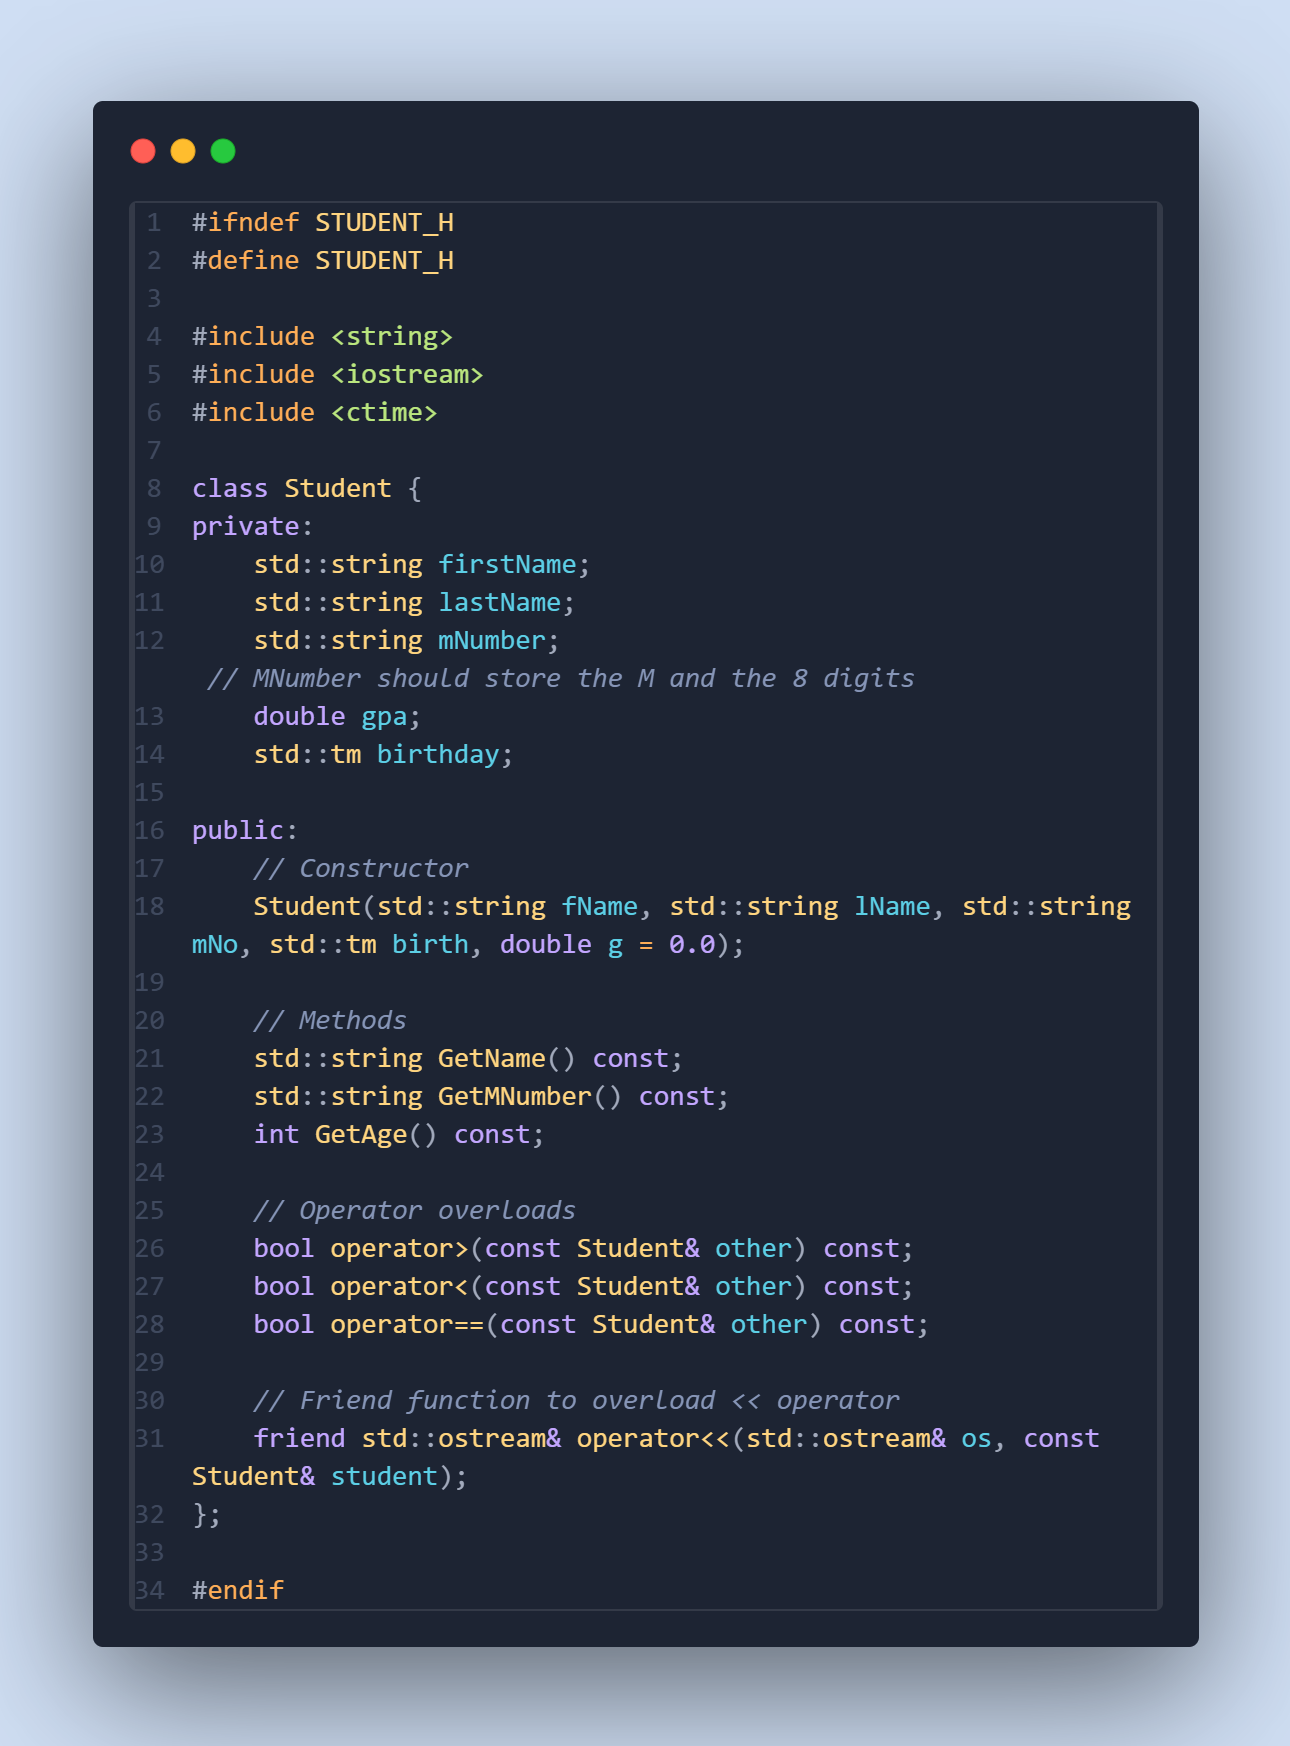 1 #ifndef STUDENT_H
2 #define STUDENT_H
3
4 #include <string>
5 #include <iostream>
6 #include <ctime>
7
8 class Student {
9 private:
10     std::string firstName;
11     std::string lastName;
12     std::string mNumber;
 // MNumber should store the M and the 8 digits
13     double gpa;
14     std::tm birthday;
15
16 public:
17     // Constructor
18     Student(std::string fName, std::string lName, std::string
mNo, std::tm birth, double g = 0.0);
19
20     // Methods
21     std::string GetName() const;
22     std::string GetMNumber() const;
23     int GetAge() const;
24
25     // Operator overloads
26     bool operator>(const Student& other) const;
27     bool operator<(const Student& other) const;
28     bool operator==(const Student& other) const;
29
30     // Friend function to overload << operator
31     friend std::ostream& operator<<(std::ostream& os, const
Student& student);
32 };
33
34 #endif